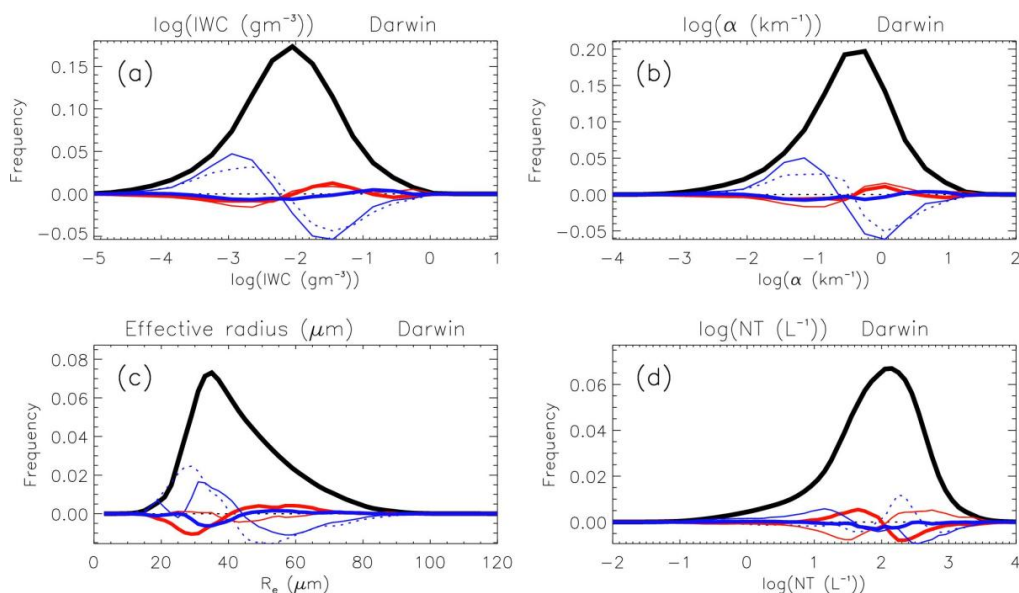 log(IWC (gm⁻³)) Darwin
(a)
Frequency
0.15
0.10
0.05
0.00
−0.05
−5 −4 −3 −2 −1 0 1
log(IWC (gm⁻³))
log(α (km⁻¹)) Darwin
(b)
Frequency
0.20
0.15
0.10
0.05
0.00
−0.05
−4 −3 −2 −1 0 1 2
log(α (km⁻¹))
Effective radius (μm) Darwin
(c)
Frequency
0.08
0.06
0.04
0.02
0.00
0 20 40 60 80 100 120
Rₑ (μm)
log(NT (L⁻¹)) Darwin
(d)
Frequency
0.06
0.04
0.02
0.00
−2 −1 0 1 2 3 4
log(NT (L⁻¹))